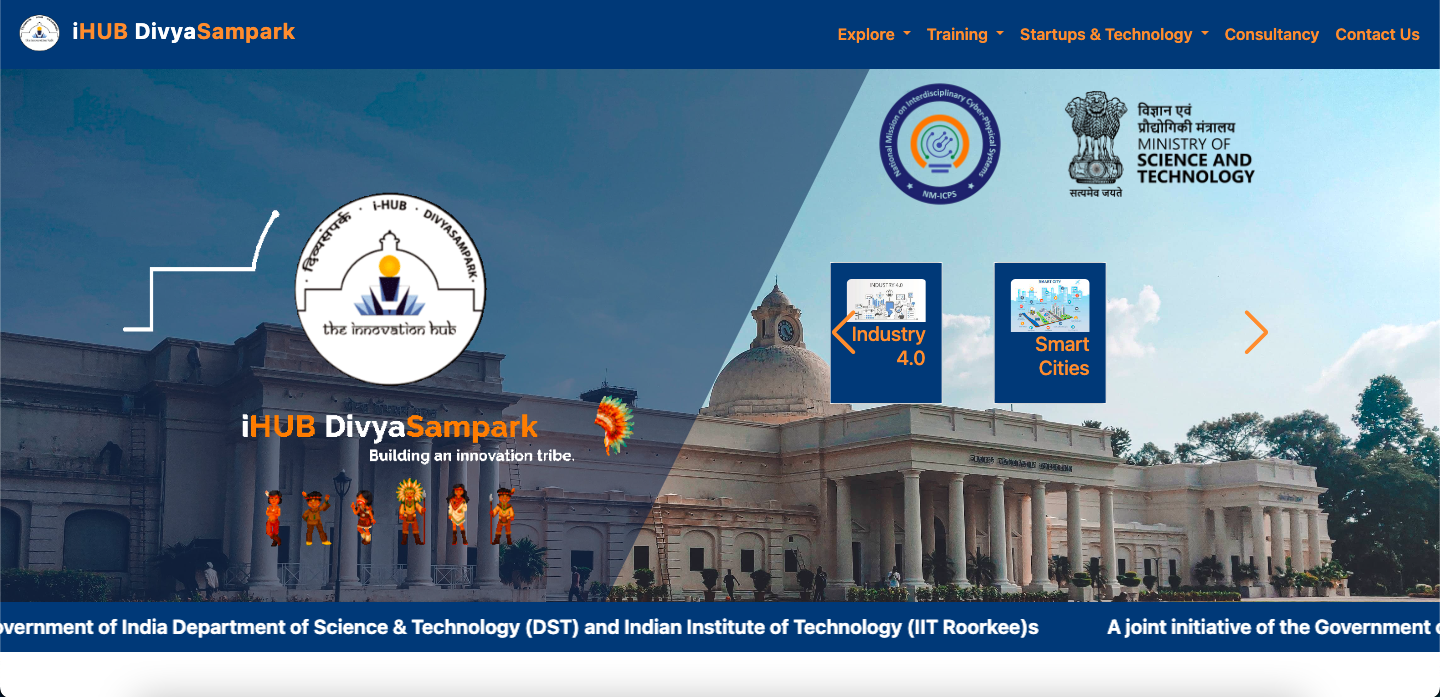 iHUB DivyaSampark
Explore
Training
Startups & Technology
Consultancy
Contact Us
National Mission on Interdisciplinary Cyber-Physical Systems
NM-ICPS
विज्ञान एवं
प्रौद्योगिकी मंत्रालय
MINISTRY OF
SCIENCE AND
TECHNOLOGY
सत्यमेव जयते
दिव्यसंपर्क · i-HUB · DIVYASAMPARK
the innovation hub
INDUSTRY 4.0
Industry
4.0
SMART CITY
Smart
Cities
iHUB DivyaSampark
Building an innovation tribe.
overnment of India Department of Science & Technology (DST) and Indian Institute of Technology (IIT Roorkee)s
A joint initiative of the Government